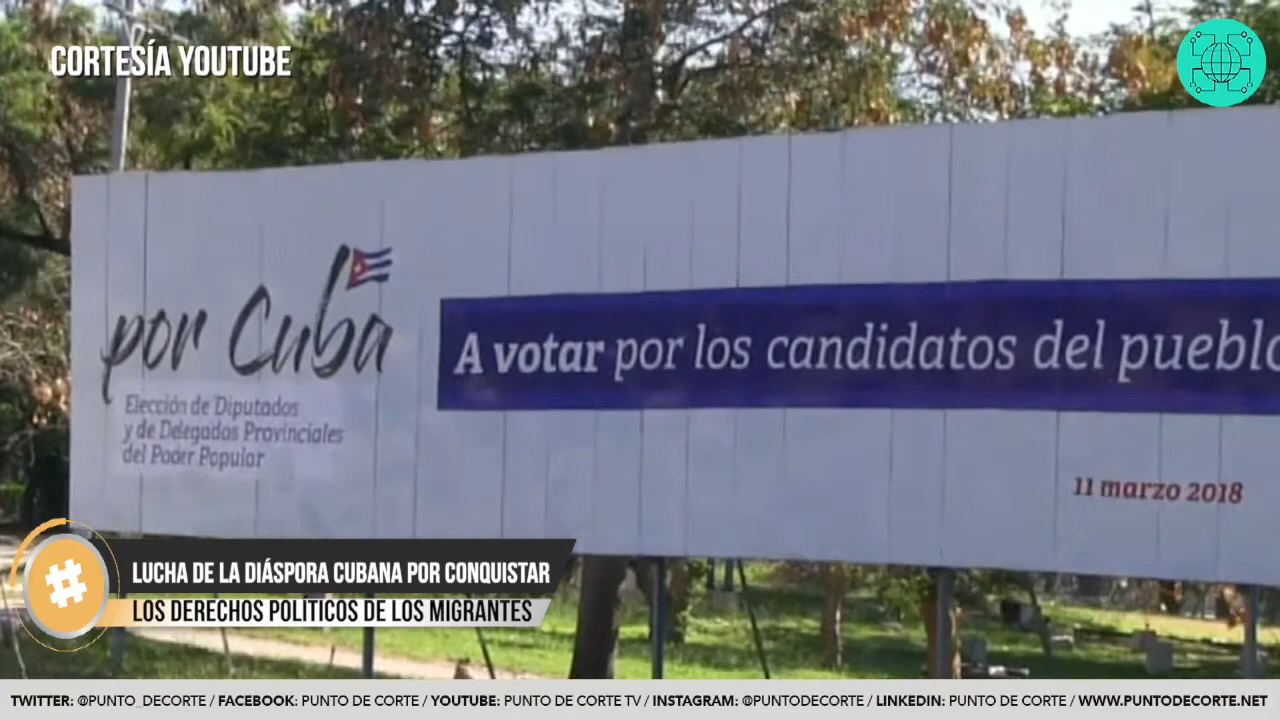 CORTESÍA YOUTUBE
por Cuba
Elección de Diputados
y de Delegados Provinciales
del Poder Popular
A votar por los candidatos del pueblo
11 marzo 2018
#
LUCHA DE LA DIÁSPORA CUBANA POR CONQUISTAR
LOS DERECHOS POLÍTICOS DE LOS MIGRANTES
TWITTER: @PUNTO_DECORTE / FACEBOOK: PUNTO DE CORTE / YOUTUBE: PUNTO DE CORTE TV / INSTAGRAM: @PUNTODECORTE / LINKEDIN: PUNTO DE CORTE / WWW.PUNTODECORTE.NET